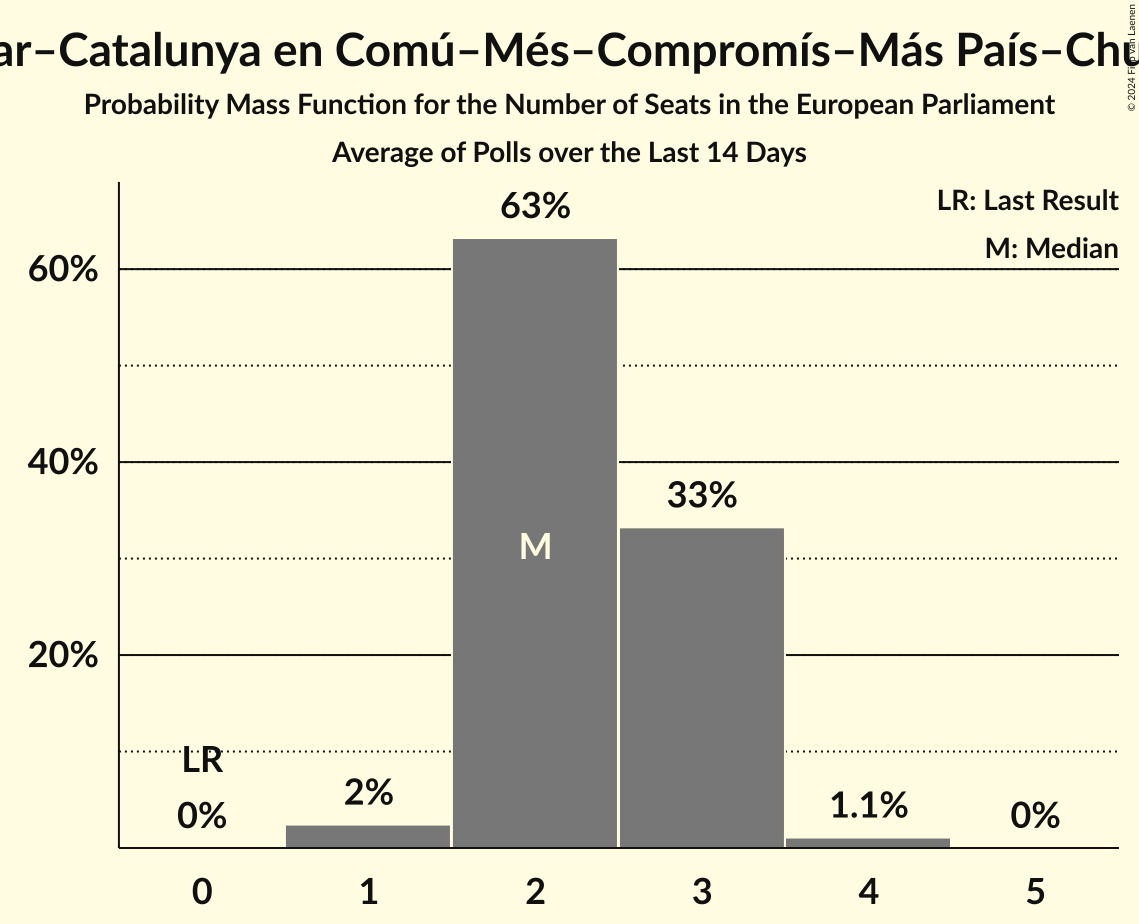 ar–Catalunya en Comú–Més–Compromís–Más País–Chu
© 2024 Filip van Laenen
Probability Mass Function for the Number of Seats in the European Parliament
Average of Polls over the Last 14 Days
LR: Last Result
M: Median
63%
60%
40%
33%
M
20%
LR
0%
2%
1.1%
0%
0 1 2 3 4 5